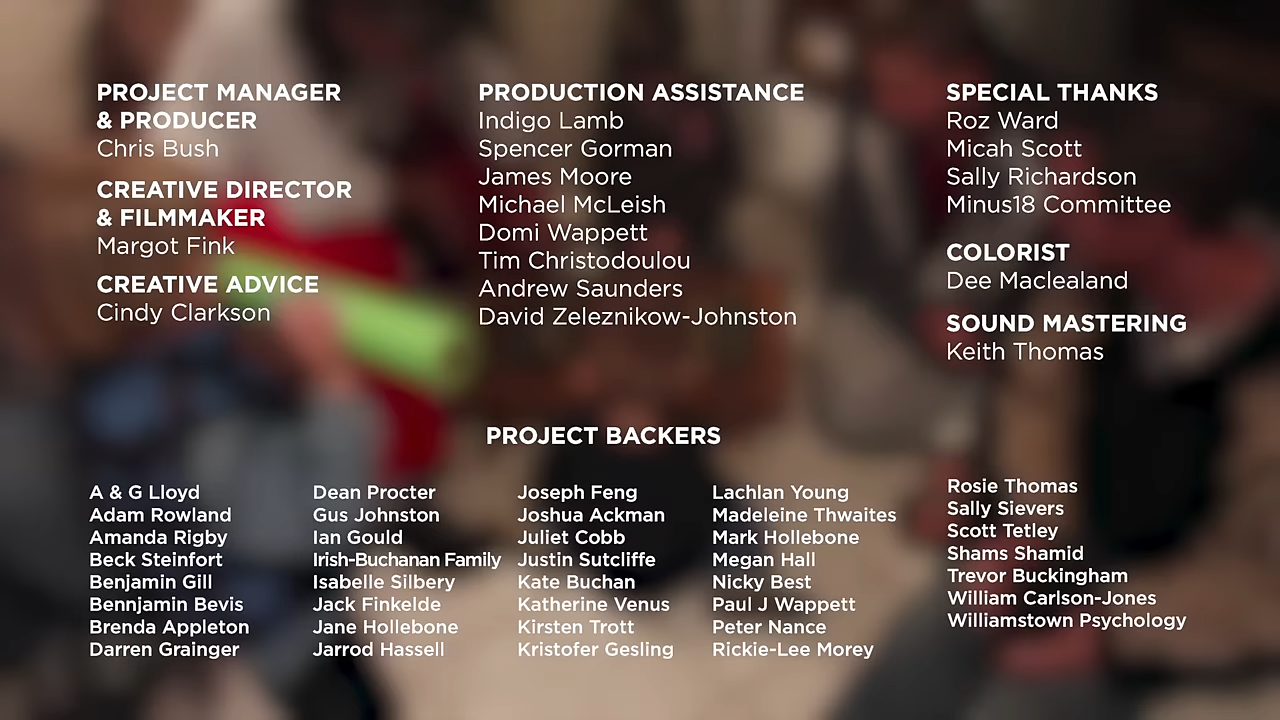 PROJECT MANAGER
& PRODUCER
Chris Bush
CREATIVE DIRECTOR
& FILMMAKER
Margot Fink
CREATIVE ADVICE
Cindy Clarkson
PRODUCTION ASSISTANCE
Indigo Lamb
Spencer Gorman
James Moore
Michael McLeish
Domi Wappett
Tim Christodoulou
Andrew Saunders
David Zeleznikow-Johnston
SPECIAL THANKS
Roz Ward
Micah Scott
Sally Richardson
Minus18 Committee
COLORIST
Dee Maclealand
SOUND MASTERING
Keith Thomas
PROJECT BACKERS
A & G Lloyd
Adam Rowland
Amanda Rigby
Beck Steinfort
Benjamin Gill
Bennjamin Bevis
Brenda Appleton
Darren Grainger
Dean Procter
Gus Johnston
Ian Gould
Irish-Buchanan Family
Isabelle Silbery
Jack Finkelde
Jane Hollebone
Jarrod Hassell
Joseph Feng
Joshua Ackman
Juliet Cobb
Justin Sutcliffe
Kate Buchan
Katherine Venus
Kirsten Trott
Kristofer Gesling
Lachlan Young
Madeleine Thwaites
Mark Hollebone
Megan Hall
Nicky Best
Paul J Wappett
Peter Nance
Rickie-Lee Morey
Rosie Thomas
Sally Sievers
Scott Tetley
Shams Shamid
Trevor Buckingham
William Carlson-Jones
Williamstown Psychology